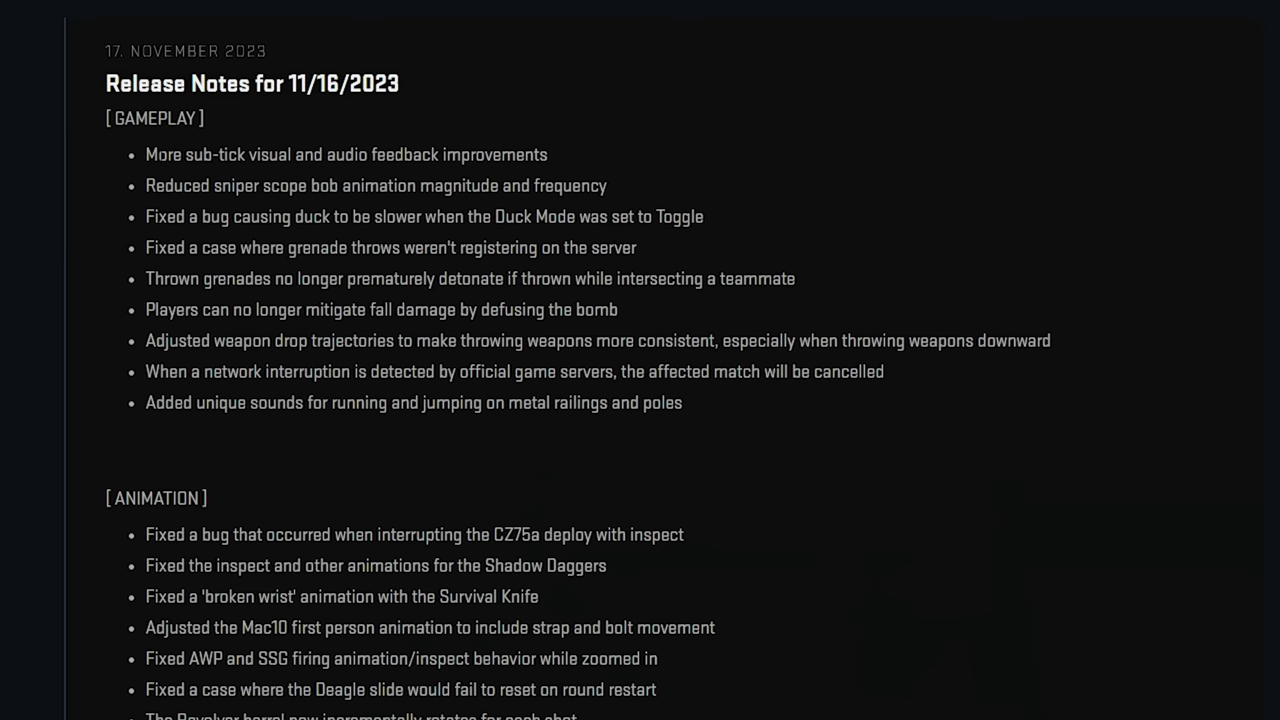 17. NOVEMBER 2023
Release Notes for 11/16/2023
[ GAMEPLAY ]
• More sub-tick visual and audio feedback improvements
• Reduced sniper scope bob animation magnitude and frequency
• Fixed a bug causing duck to be slower when the Duck Mode was set to Toggle
• Fixed a case where grenade throws weren't registering on the server
• Thrown grenades no longer prematurely detonate if thrown while intersecting a teammate
• Players can no longer mitigate fall damage by defusing the bomb
• Adjusted weapon drop trajectories to make throwing weapons more consistent, especially when throwing weapons downward
• When a network interruption is detected by official game servers, the affected match will be cancelled
• Added unique sounds for running and jumping on metal railings and poles
[ ANIMATION ]
• Fixed a bug that occurred when interrupting the CZ75a deploy with inspect
• Fixed the inspect and other animations for the Shadow Daggers
• Fixed a 'broken wrist' animation with the Survival Knife
• Adjusted the Mac10 first person animation to include strap and bolt movement
• Fixed AWP and SSG firing animation/inspect behavior while zoomed in
• Fixed a case where the Deagle slide would fail to reset on round restart
• The Revolver barrel now incrementally rotates for each shot